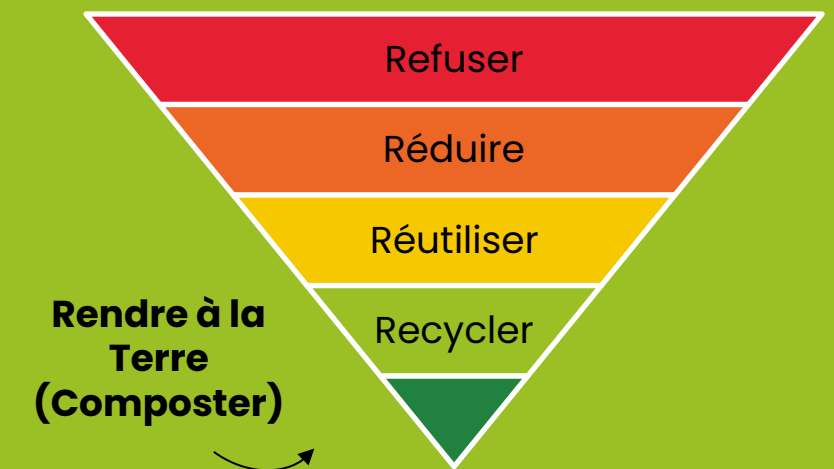 Refuser
Réduire
Réutiliser
Recycler
Rendre à la
Terre
(Composter)